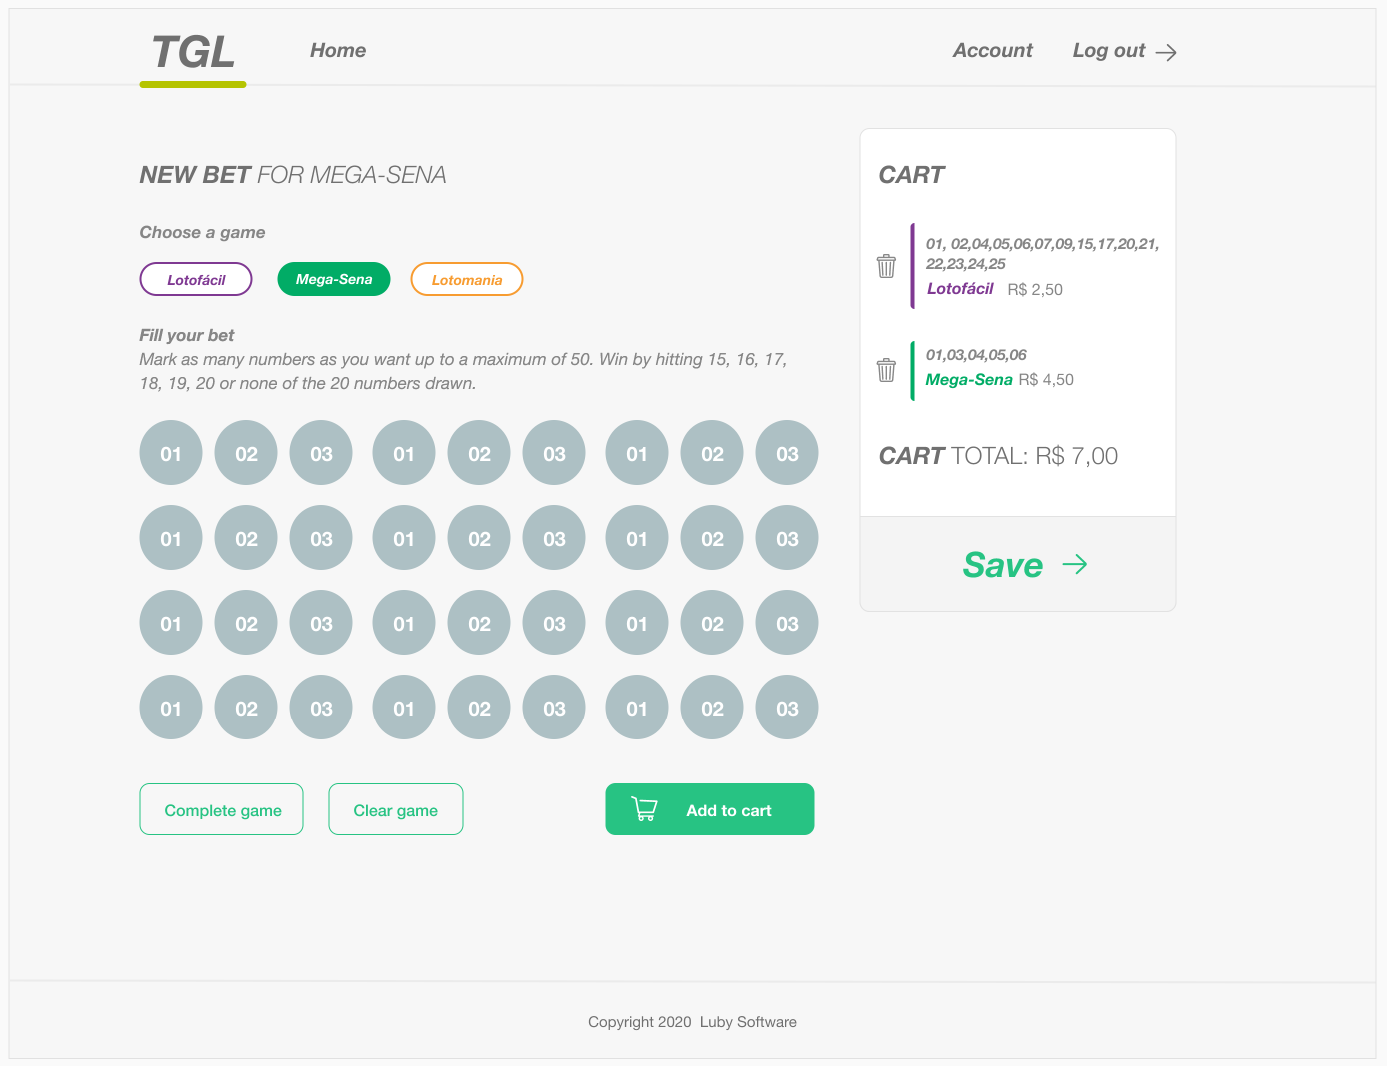 TGL
Home
Account
Log out
NEW BET FOR MEGA-SENA
Choose a game
Lotofácil
Mega-Sena
Lotomania
Fill your bet
Mark as many numbers as you want up to a maximum of 50. Win by hitting 15, 16, 17,
18, 19, 20 or none of the 20 numbers drawn.
01 02 03 01 02 03 01 02 03
01 02 03 01 02 03 01 02 03
01 02 03 01 02 03 01 02 03
01 02 03 01 02 03 01 02 03
Complete game
Clear game
Add to cart
CART
01, 02,04,05,06,07,09,15,17,20,21,
22,23,24,25
Lotofácil R$ 2,50
01,03,04,05,06
Mega-Sena R$ 4,50
CART TOTAL: R$ 7,00
Save
Copyright 2020 Luby Software